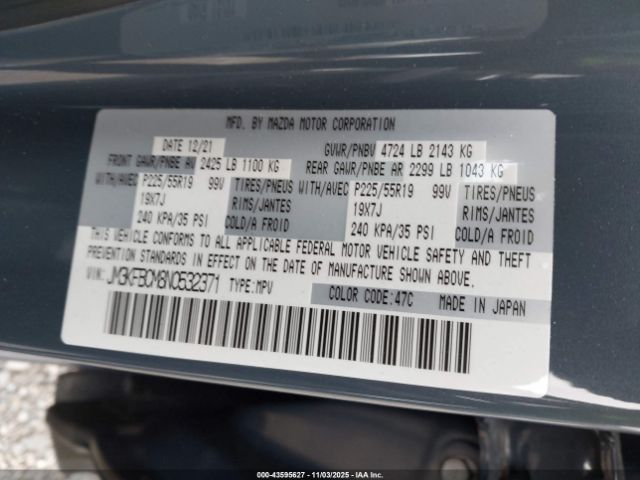 MFD. BY MAZDA MOTOR CORPORATION
DATE 12/21 GVWR/PNBV 4724 LB 2143 KG
FRONT GAWR/PNBE AV 2425 LB 1100 KG REAR GAWR/PNBE AR 2299 LB 1043 KG
WITH/AVEC P225/55R19 99V TIRES/PNEUS WITH/AVEC P225/55R19 99V TIRES/PNEUS
19X7J RIMS/JANTES 19X7J RIMS/JANTES
240 KPA/35 PSI COLD/A FROID 240 KPA/35 PSI COLD/A FROID
THIS VEHICLE CONFORMS TO ALL APPLICABLE FEDERAL MOTOR VEHICLE SAFETY AND THEFT
PREVENTION STANDARDS IN EFFECT ON THE DATE OF MANUFACTURE SHOWN ABOVE.
VIN: JM3KFBCM8N0532371 TYPE:MPV COLOR CODE:47C MADE IN JAPAN
000-43595627 - 11/03/2025 - IAAI.COM